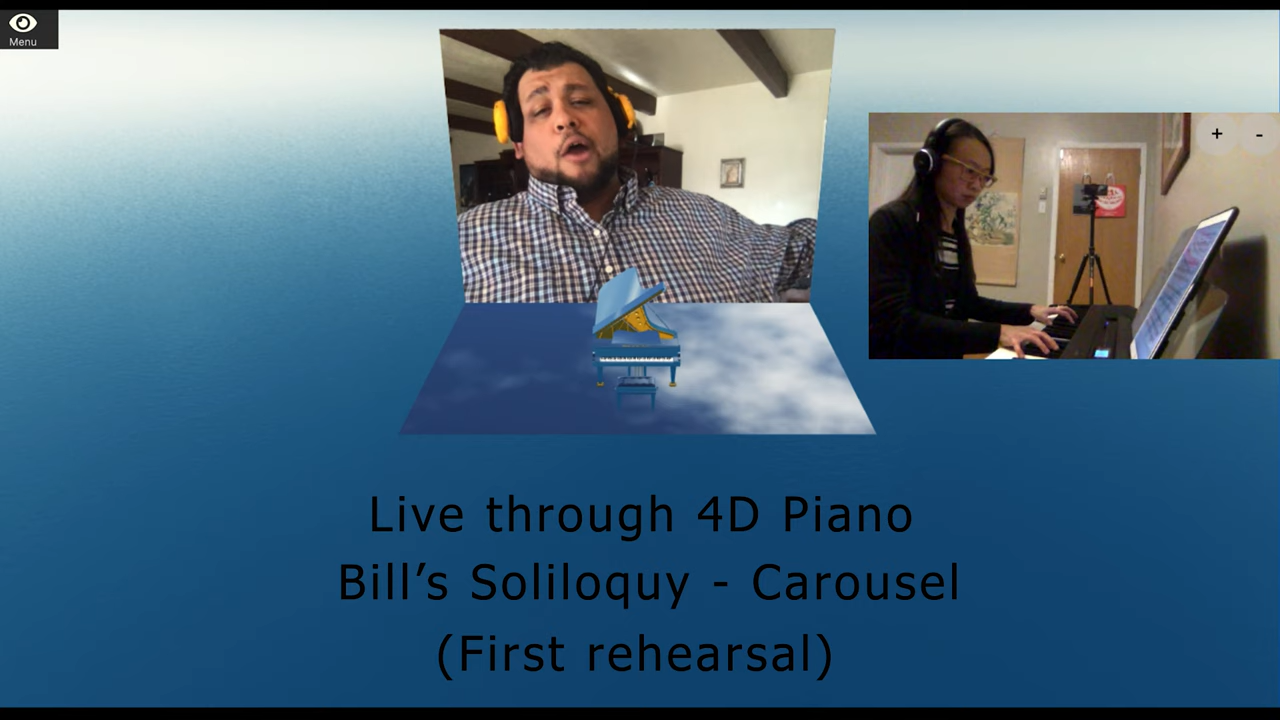 Menu
+ -
Live through 4D Piano
Bill’s Soliloquy - Carousel
(First rehearsal)